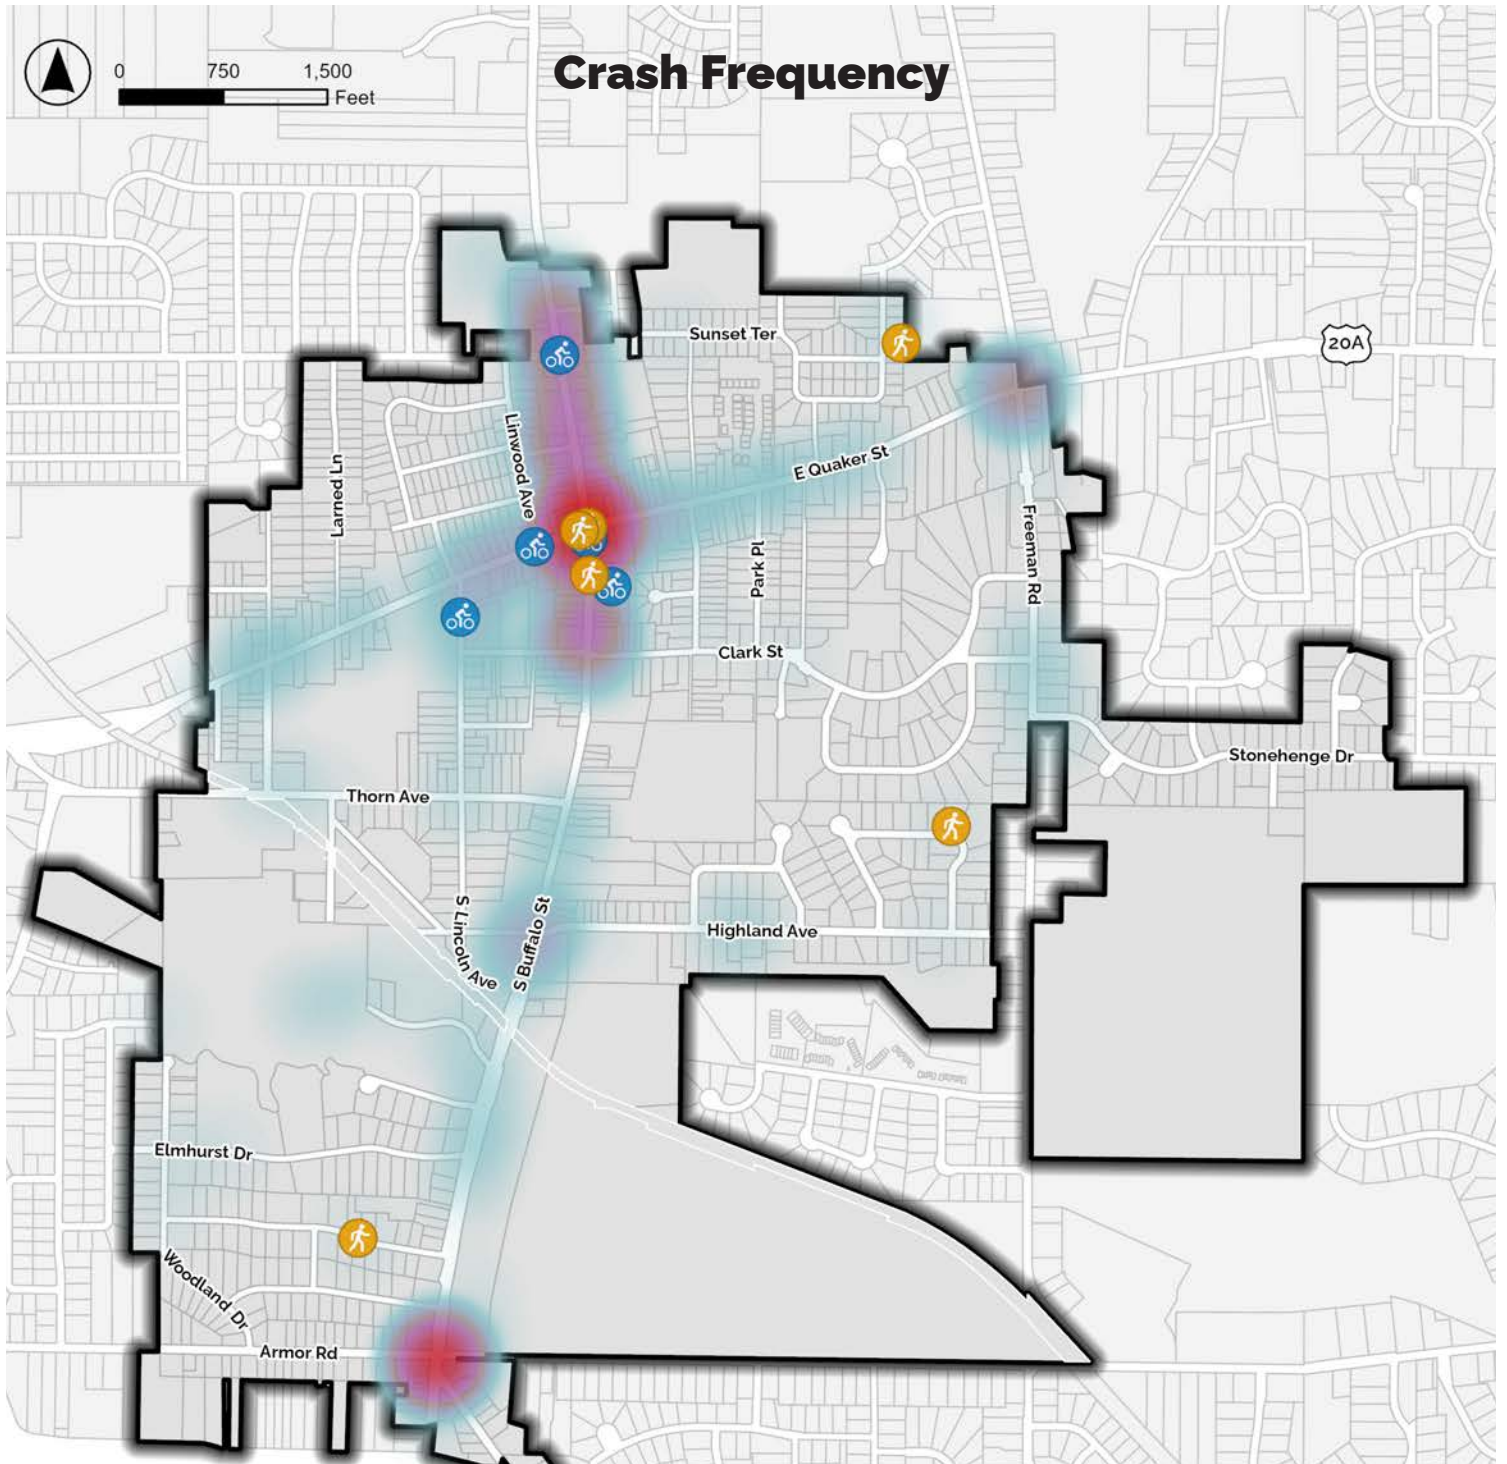 Crash Frequency
0 750 1,500
Feet
Sunset Ter
20A
Linwood Ave
Larned Ln
E Quaker St
Freeman Rd
Park Pl
Clark St
Stonehenge Dr
Thorn Ave
S Lincoln Ave
S Buffalo St
Highland Ave
Elmhurst Dr
Woodland Dr
Armor Rd